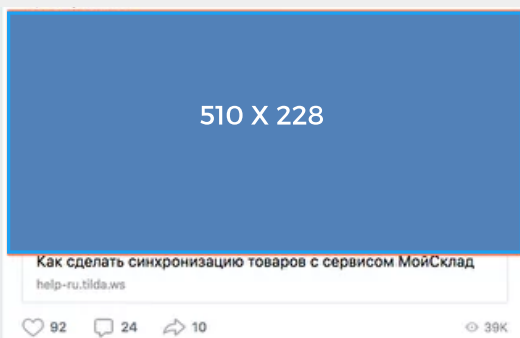 510 X 228
Как сделать синхронизацию товаров с сервисом МойСклад
help-ru.tilda.ws
92 24 10 39K